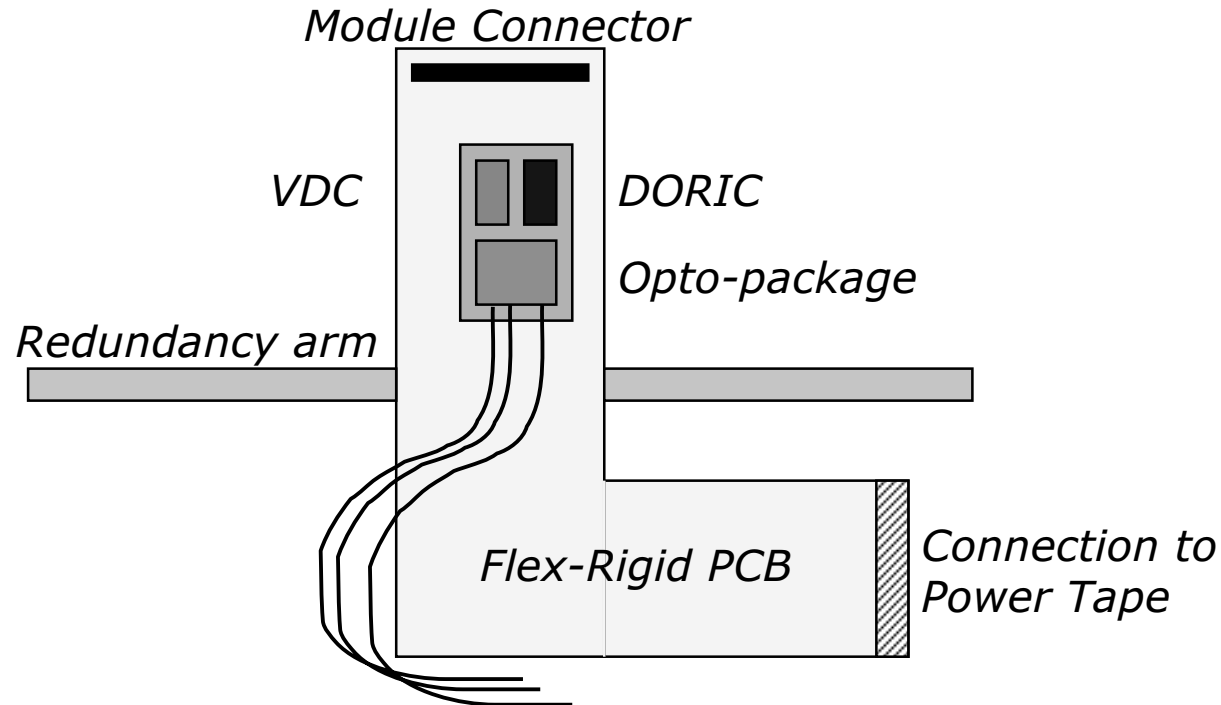 Module Connector
VDC
DORIC
Opto-package
Redundancy arm
Flex-Rigid PCB
Connection to
Power Tape